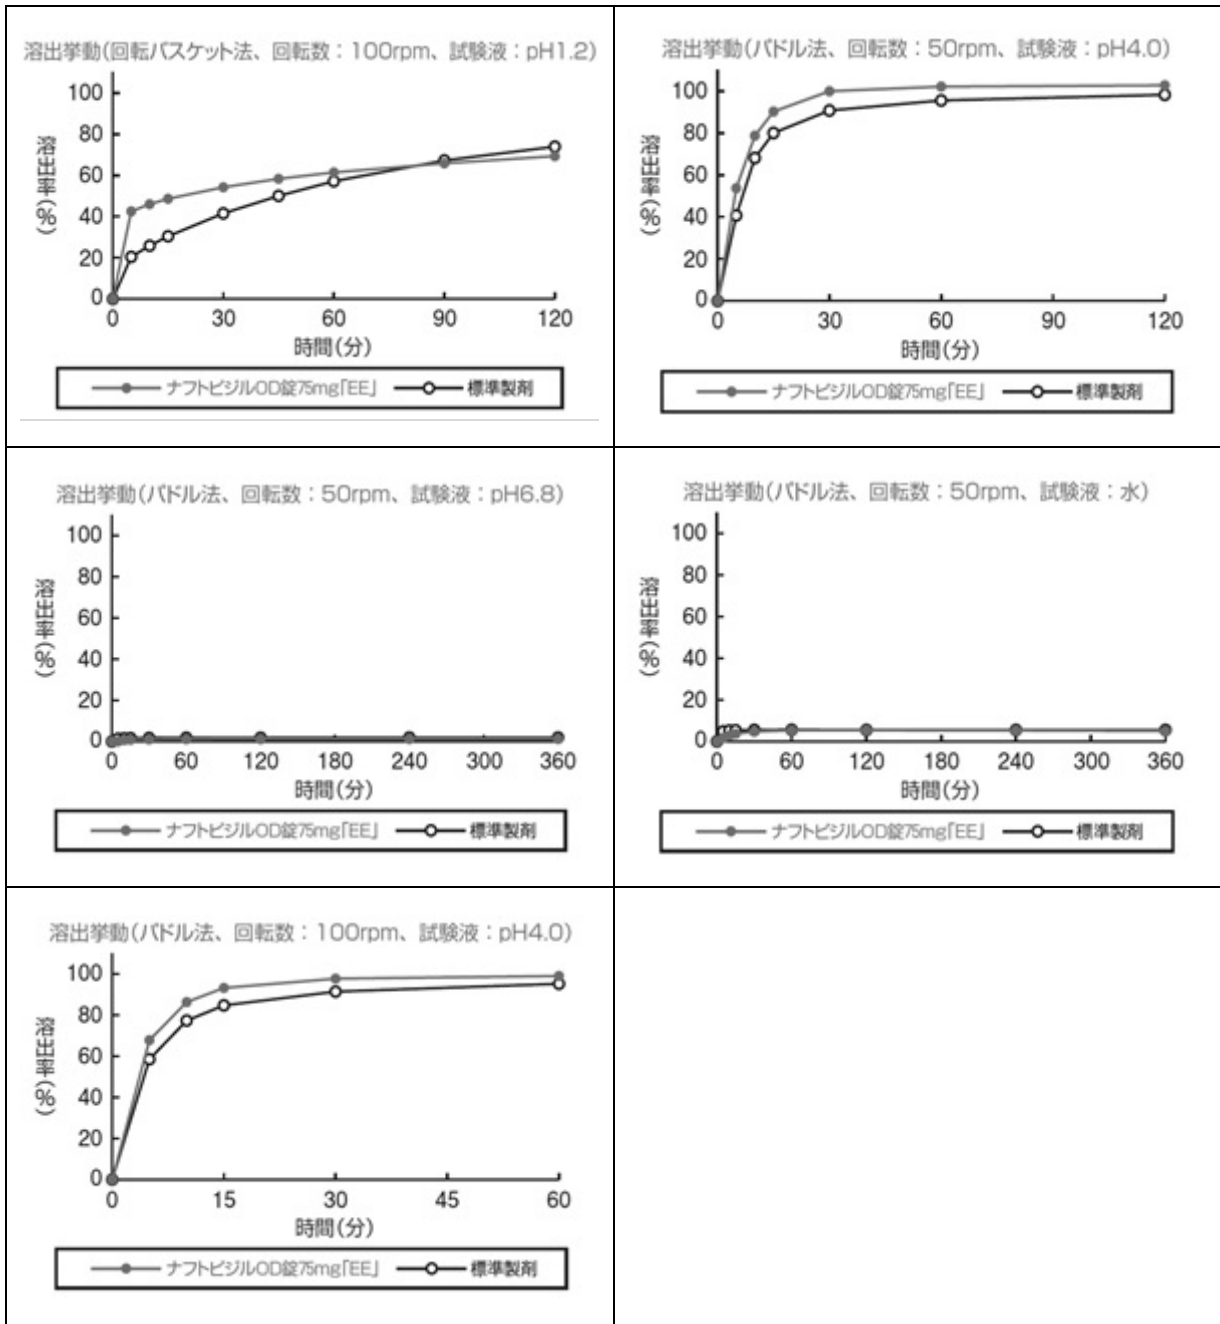 溶出挙動(回転バスケット法、回転数：100rpm、試験液：pH1.2)
100
80
60
40
20
0
溶出率(%)
0 30 60 90 120
時間(分)
ナフトピジルOD錠75mg「EE」 標準製剤
溶出挙動(パドル法、回転数：50rpm、試験液：pH4.0)
100
80
60
40
20
0
溶出率(%)
0 30 60 90 120
時間(分)
ナフトピジルOD錠75mg「EE」 標準製剤
溶出挙動(パドル法、回転数：50rpm、試験液：pH6.8)
100
80
60
40
20
0
溶出率(%)
0 60 120 180 240 300 360
時間(分)
ナフトピジルOD錠75mg「EE」 標準製剤
溶出挙動(パドル法、回転数：50rpm、試験液：水)
100
80
60
40
20
0
溶出率(%)
0 60 120 180 240 300 360
時間(分)
ナフトピジルOD錠75mg「EE」 標準製剤
溶出挙動(パドル法、回転数：100rpm、試験液：pH4.0)
100
80
60
40
20
0
溶出率(%)
0 15 30 45 60
時間(分)
ナフトピジルOD錠75mg「EE」 標準製剤